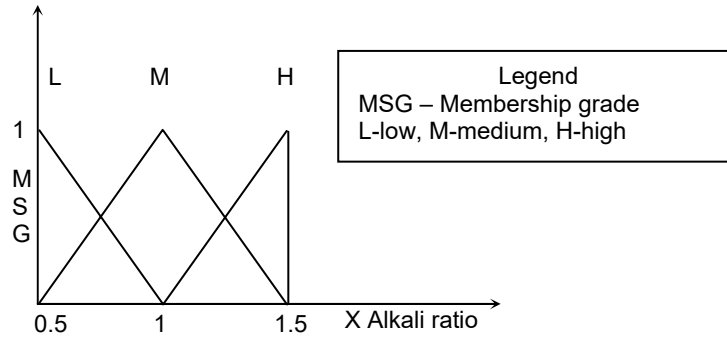 L M H
Legend
MSG – Membership grade
L-low, M-medium, H-high
1
M
S
G
0.5 1 1.5 X Alkali ratio